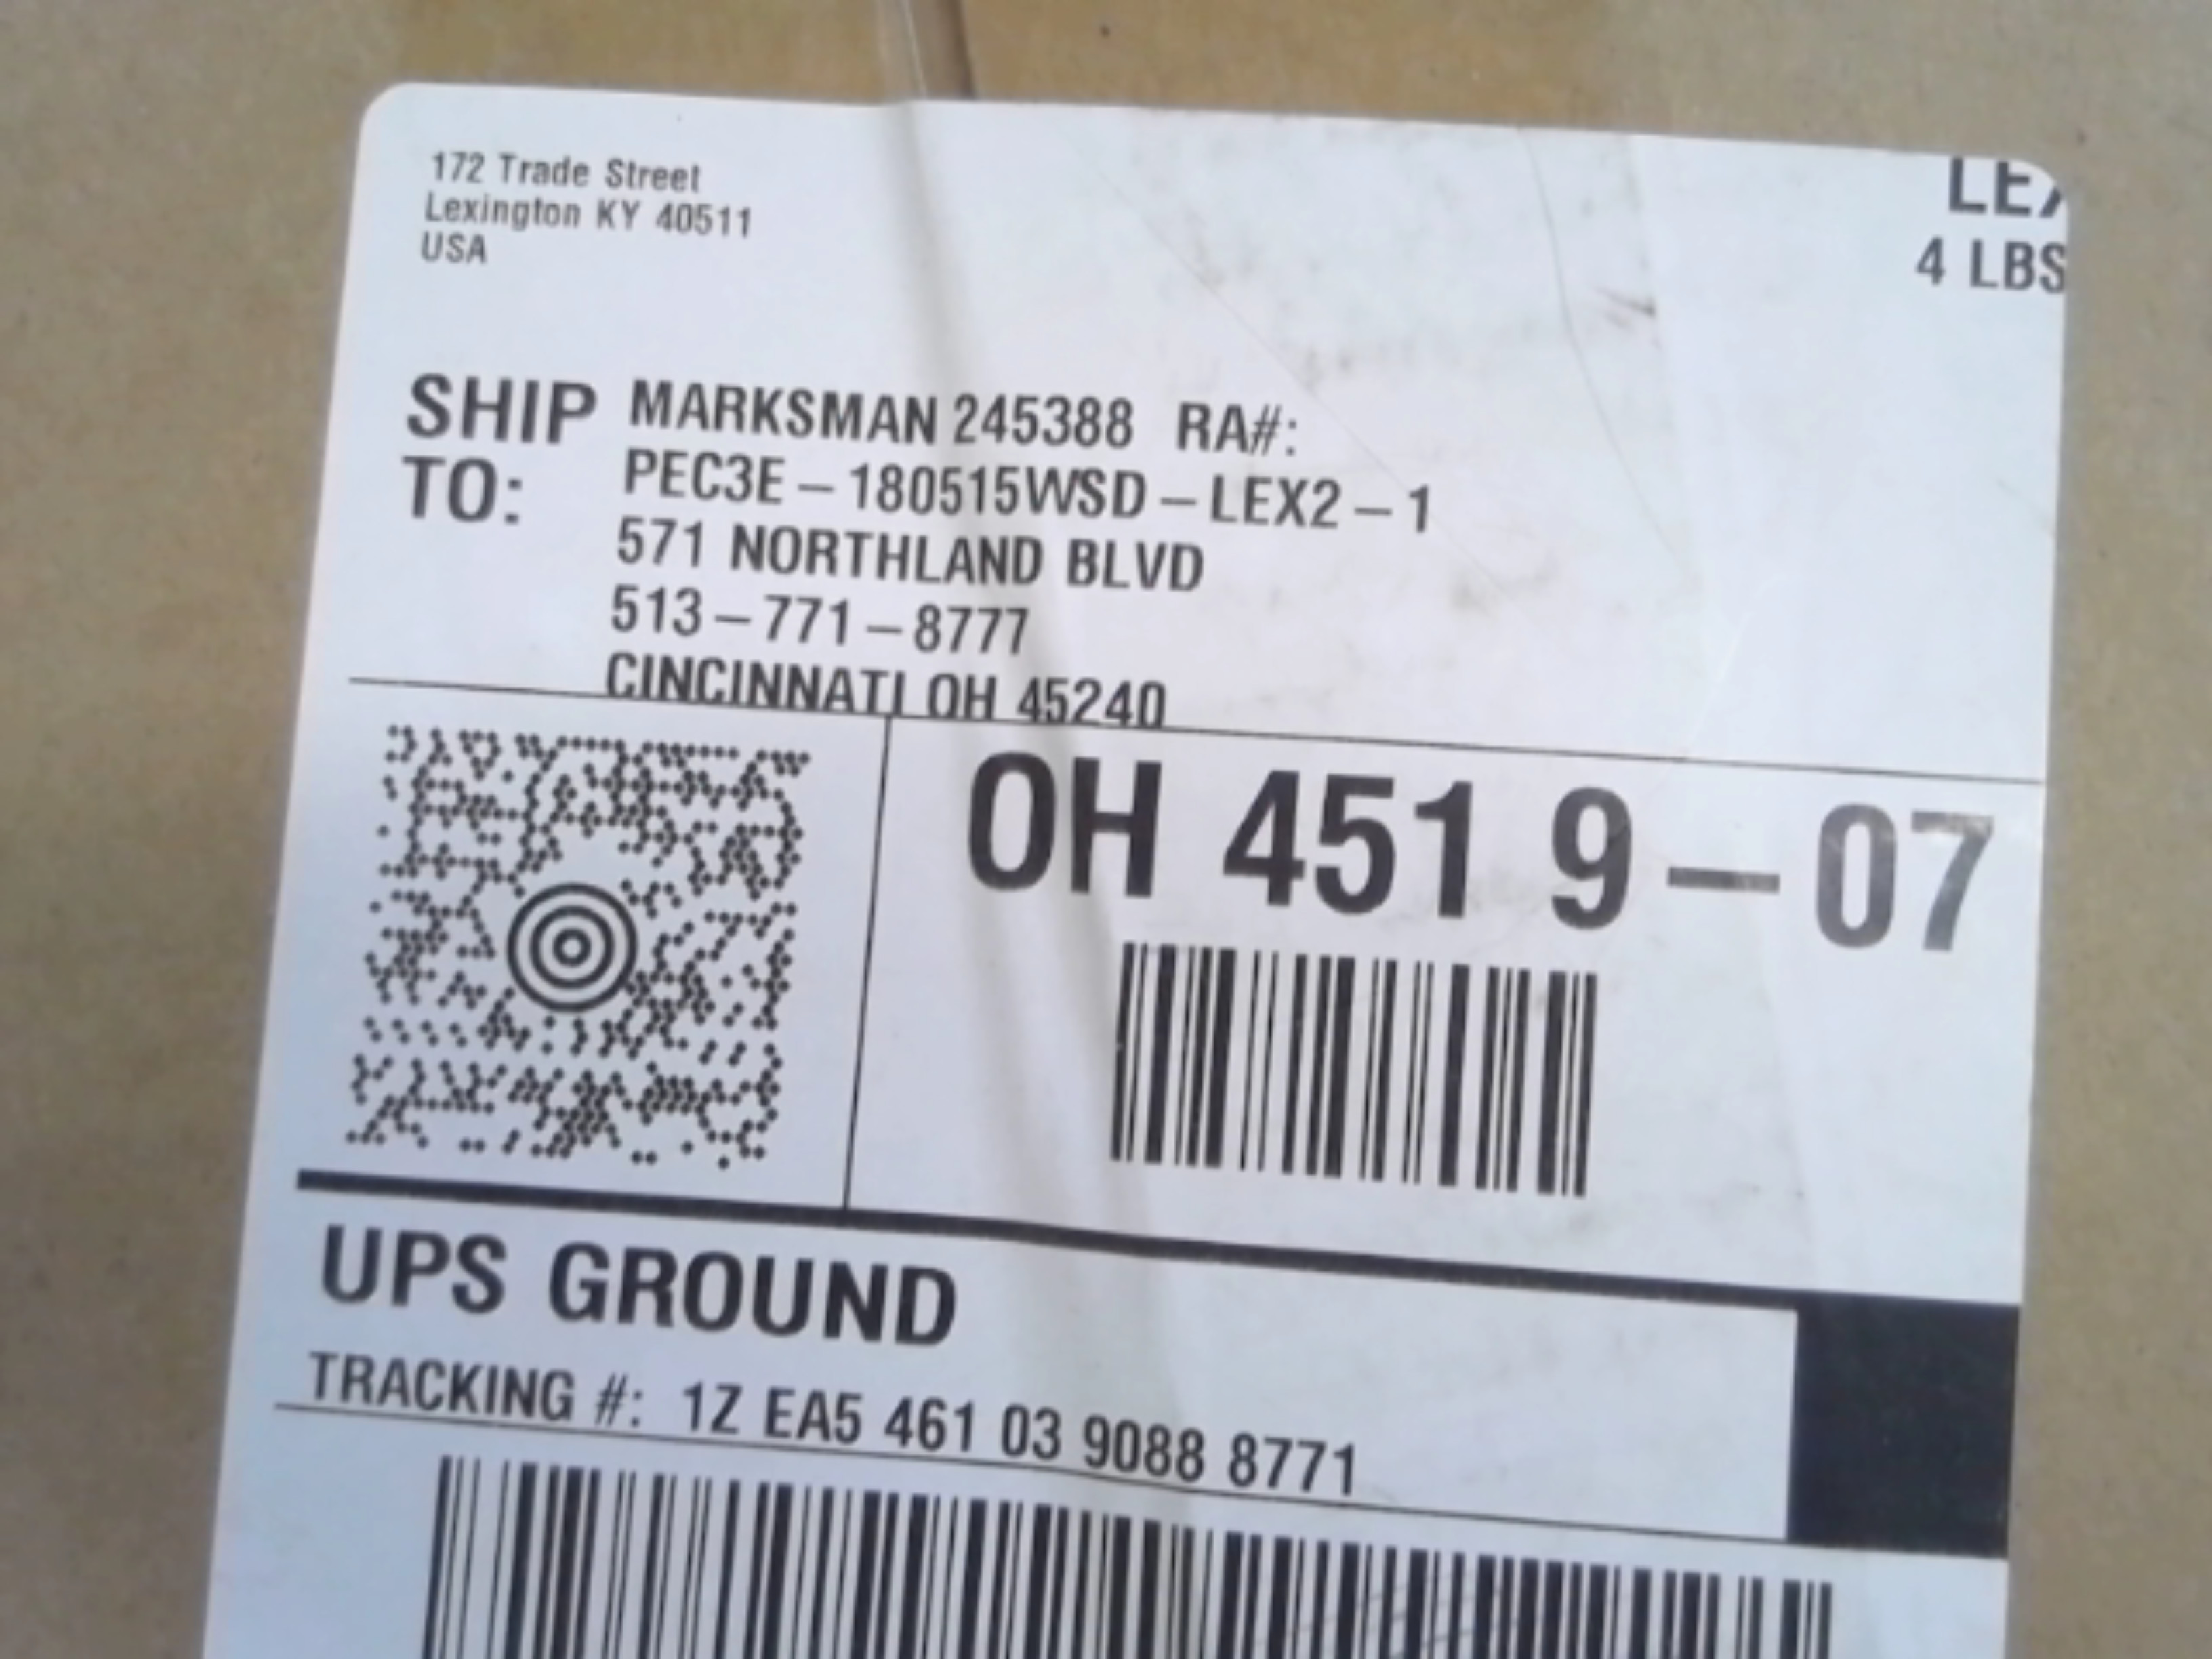 172 Trade Street
Lexington KY 40511
USA
4 LBS
SHIP TO:
MARKSMAN 245388 RA#:
PEC3E – 180515WSD – LEX2 – 1
571 NORTHLAND BLVD
513 – 771 – 8777
CINCINNATI OH 45240
OH 451 9 – 07
UPS GROUND
TRACKING #: 1Z EA5 461 03 9088 8771